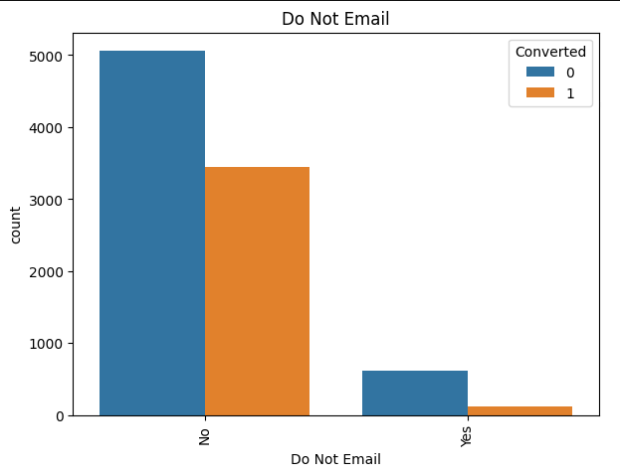 Do Not Email
Converted
0
1
5000
4000
3000
2000
1000
0
count
No
Yes
Do Not Email